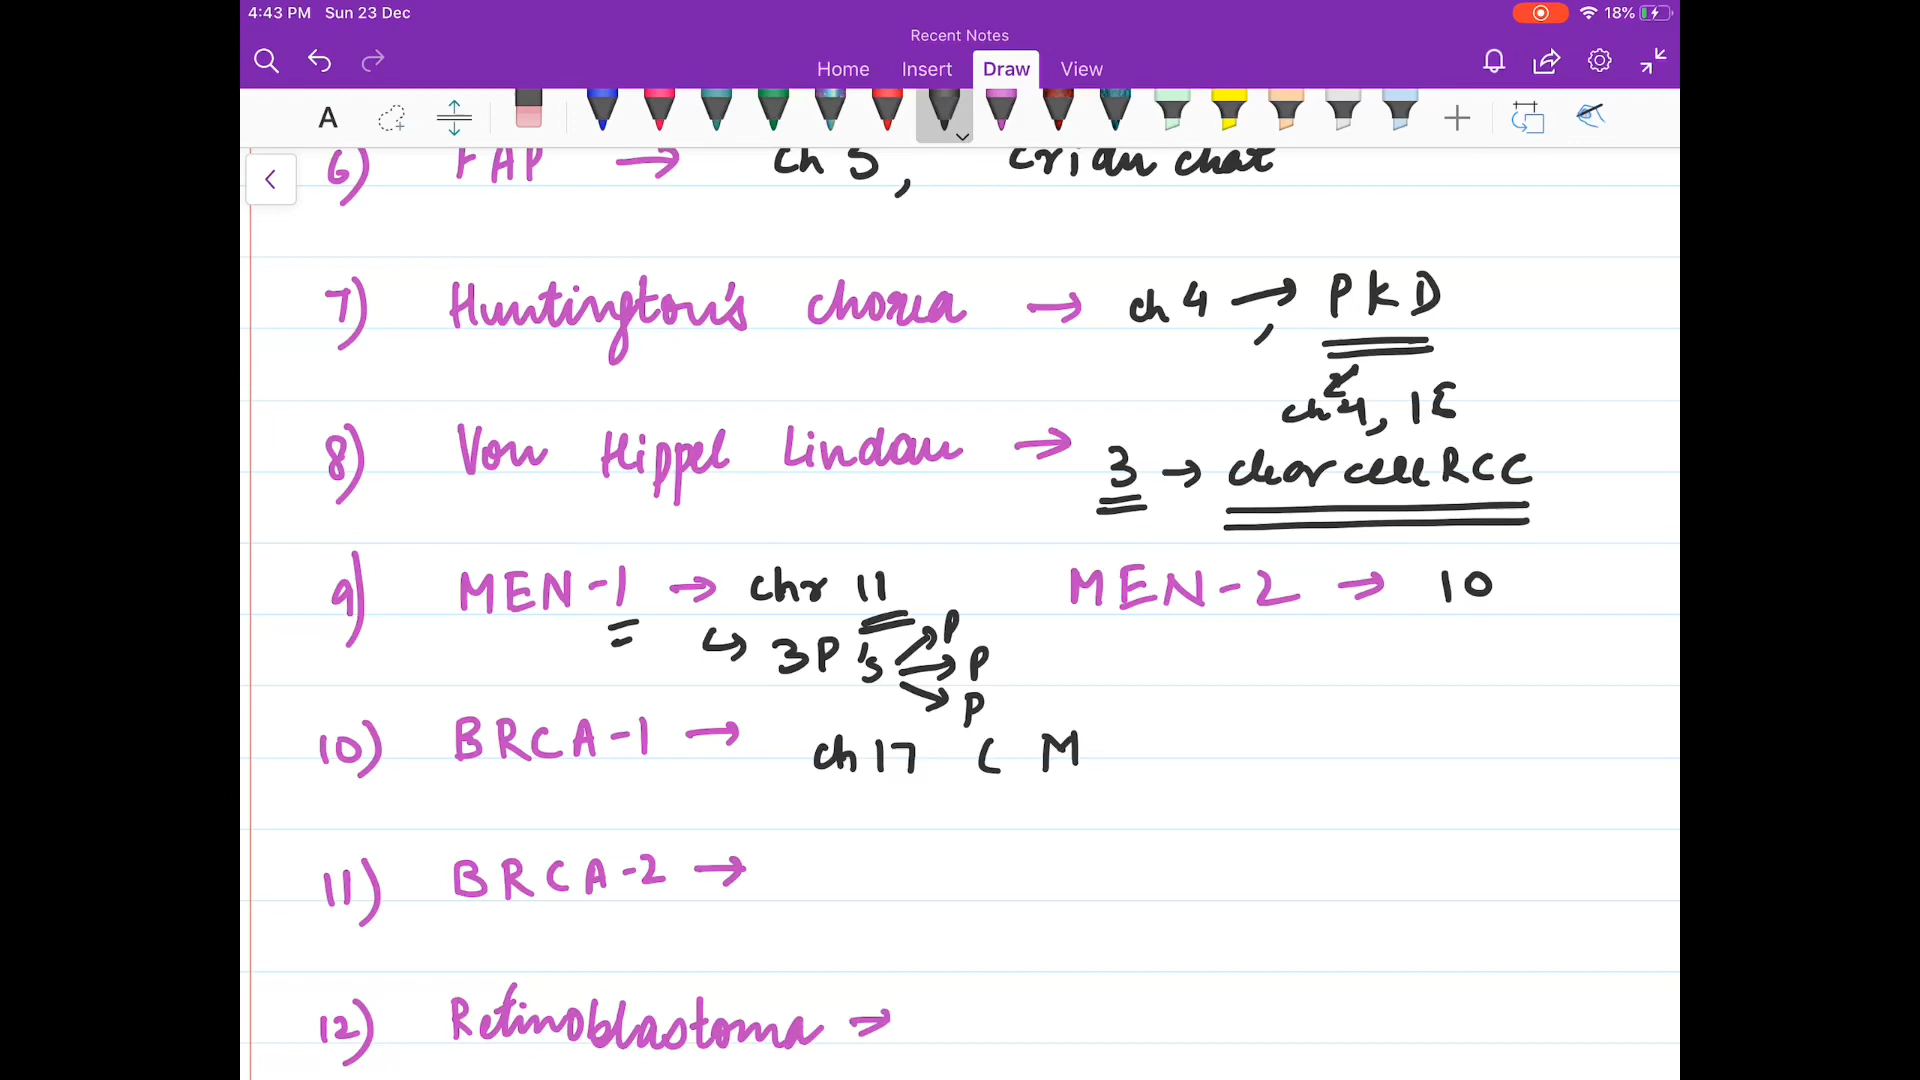 4:43 PM Sun 23 Dec
18%
Recent Notes
Home Insert Draw View
A
6) FAP → ch 5, cri du chat
7) Huntington's chorea → ch 4, → PKD
ch 4, 16
8) Von Hippel Lindau → 3 → clear cell RCC
9) MEN-1 → chr 11 MEN-2 → 10
↳ 3P's P
P
P
10) BRCA-1 → ch 17 ( M
11) BRCA-2 →
12) Retinoblastoma →